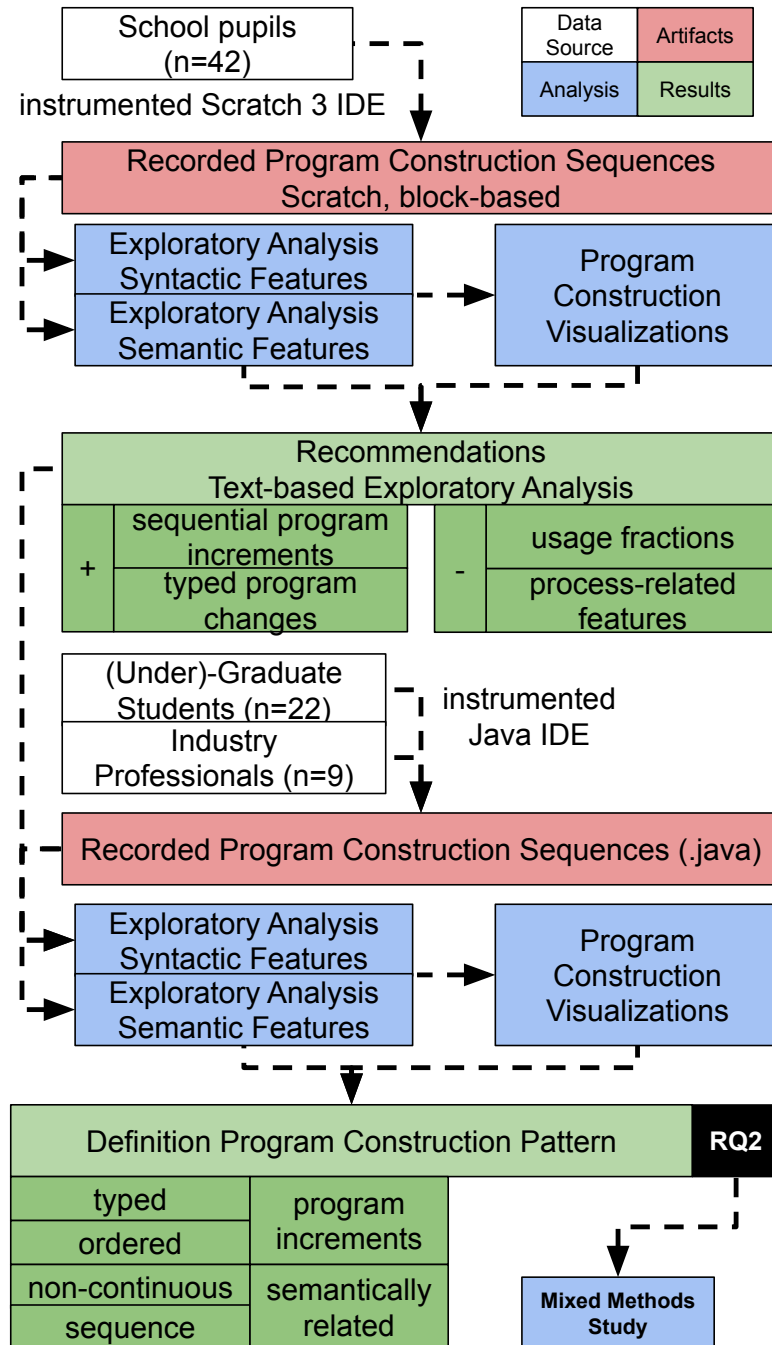 School pupils
(n=42)
Data
Source
Artifacts
Analysis
Results
instrumented Scratch 3 IDE
Recorded Program Construction Sequences
Scratch, block-based
Exploratory Analysis
Syntactic Features
Exploratory Analysis
Semantic Features
Program
Construction
Visualizations
Recommendations
Text-based Exploratory Analysis
+
sequential program
increments
typed program
changes
-
usage fractions
process-related
features
(Under)-Graduate
Students (n=22)
Industry
Professionals (n=9)
instrumented
Java IDE
Recorded Program Construction Sequences (.java)
Exploratory Analysis
Syntactic Features
Exploratory Analysis
Semantic Features
Program
Construction
Visualizations
Definition Program Construction Pattern
RQ2
typed
ordered
non-continuous
sequence
program
increments
semantically
related
Mixed Methods
Study